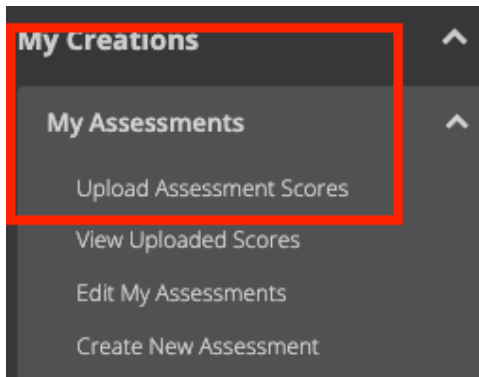 My Creations
My Assessments
Upload Assessment Scores
View Uploaded Scores
Edit My Assessments
Create New Assessment